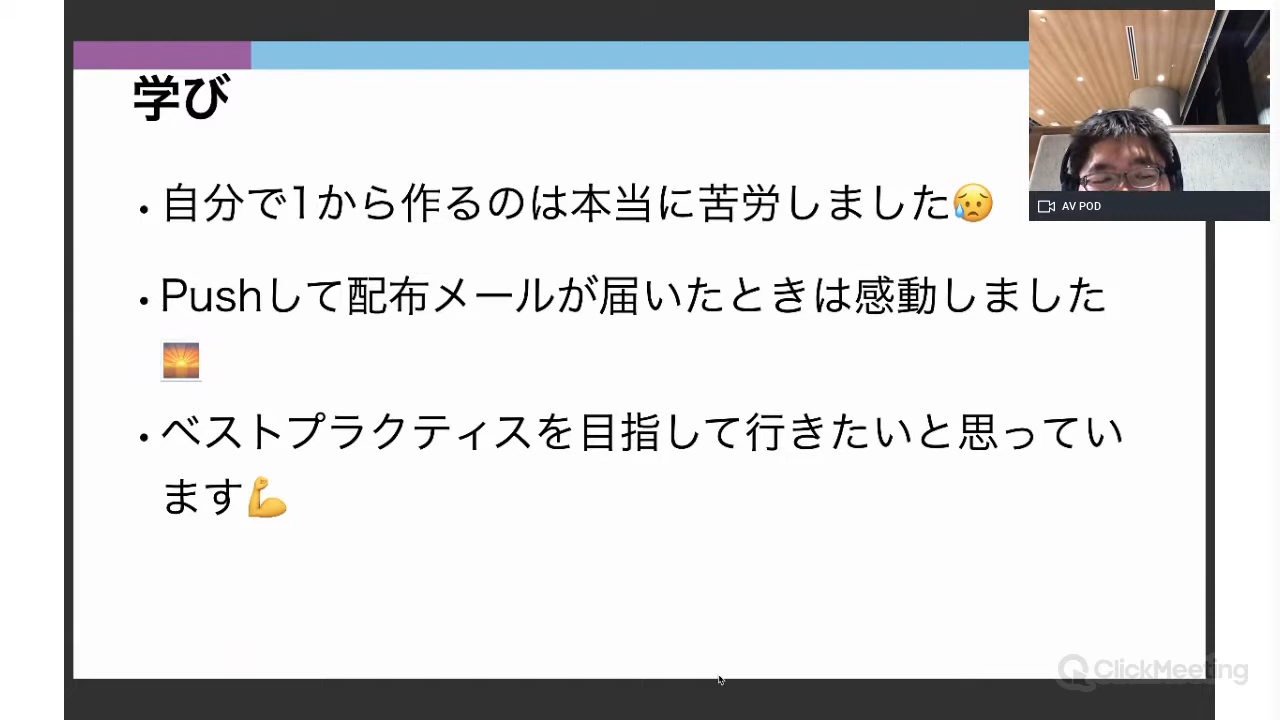 学び
・自分で1から作るのは本当に苦労しました😥
・Pushして配布メールが届いたときは感動しました
🌅
・ベストプラクティスを目指して行きたいと思ってい
ます💪
AV POD
ClickMeeting